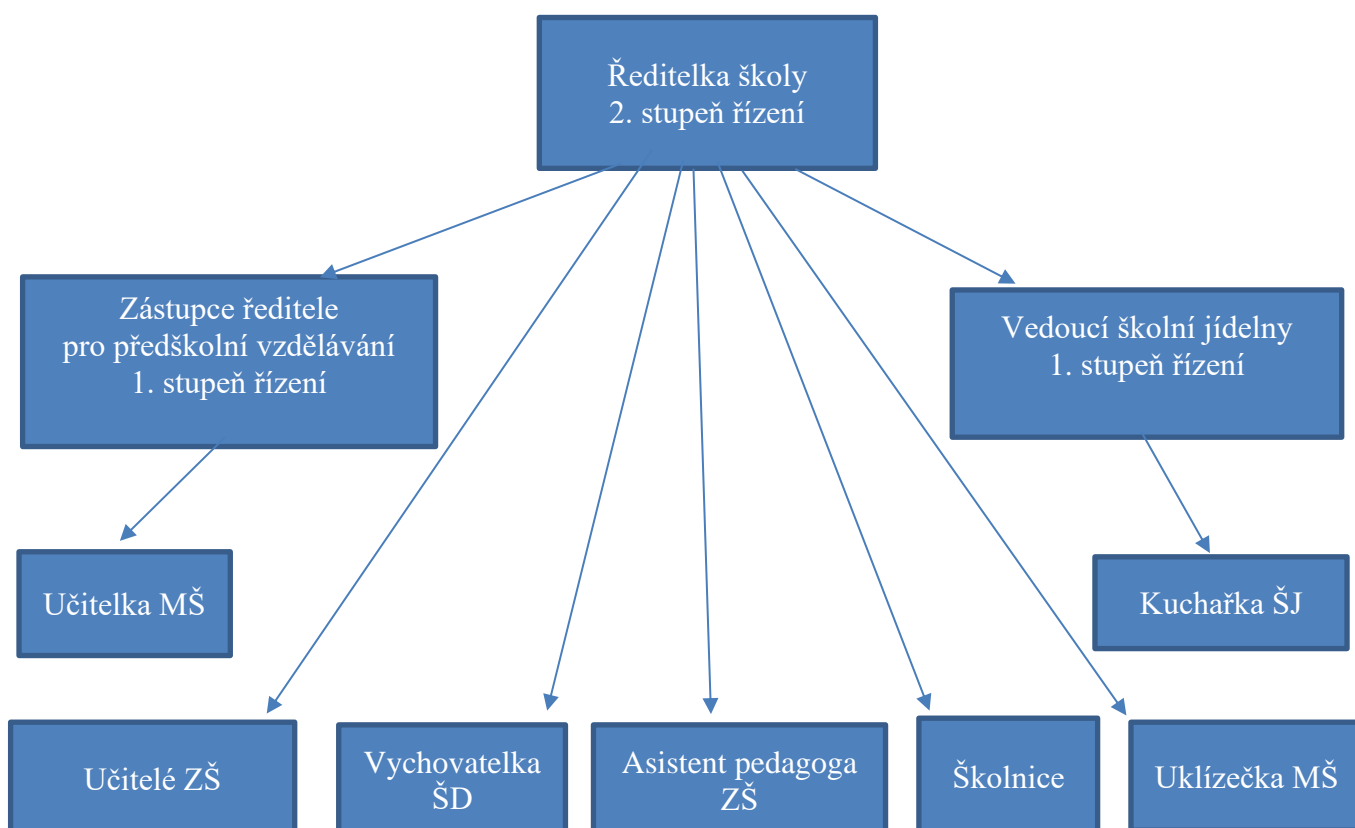 Ředitelka školy
2. stupeň řízení
Zástupce ředitele
pro předškolní vzdělávání
1. stupeň řízení
Vedoucí školní jídelny
1. stupeň řízení
Učitelka MŠ
Kuchařka ŠJ
Učitelé ZŠ
Vychovatelka
ŠD
Asistent pedagoga
ZŠ
Školnice
Uklízečka MŠ